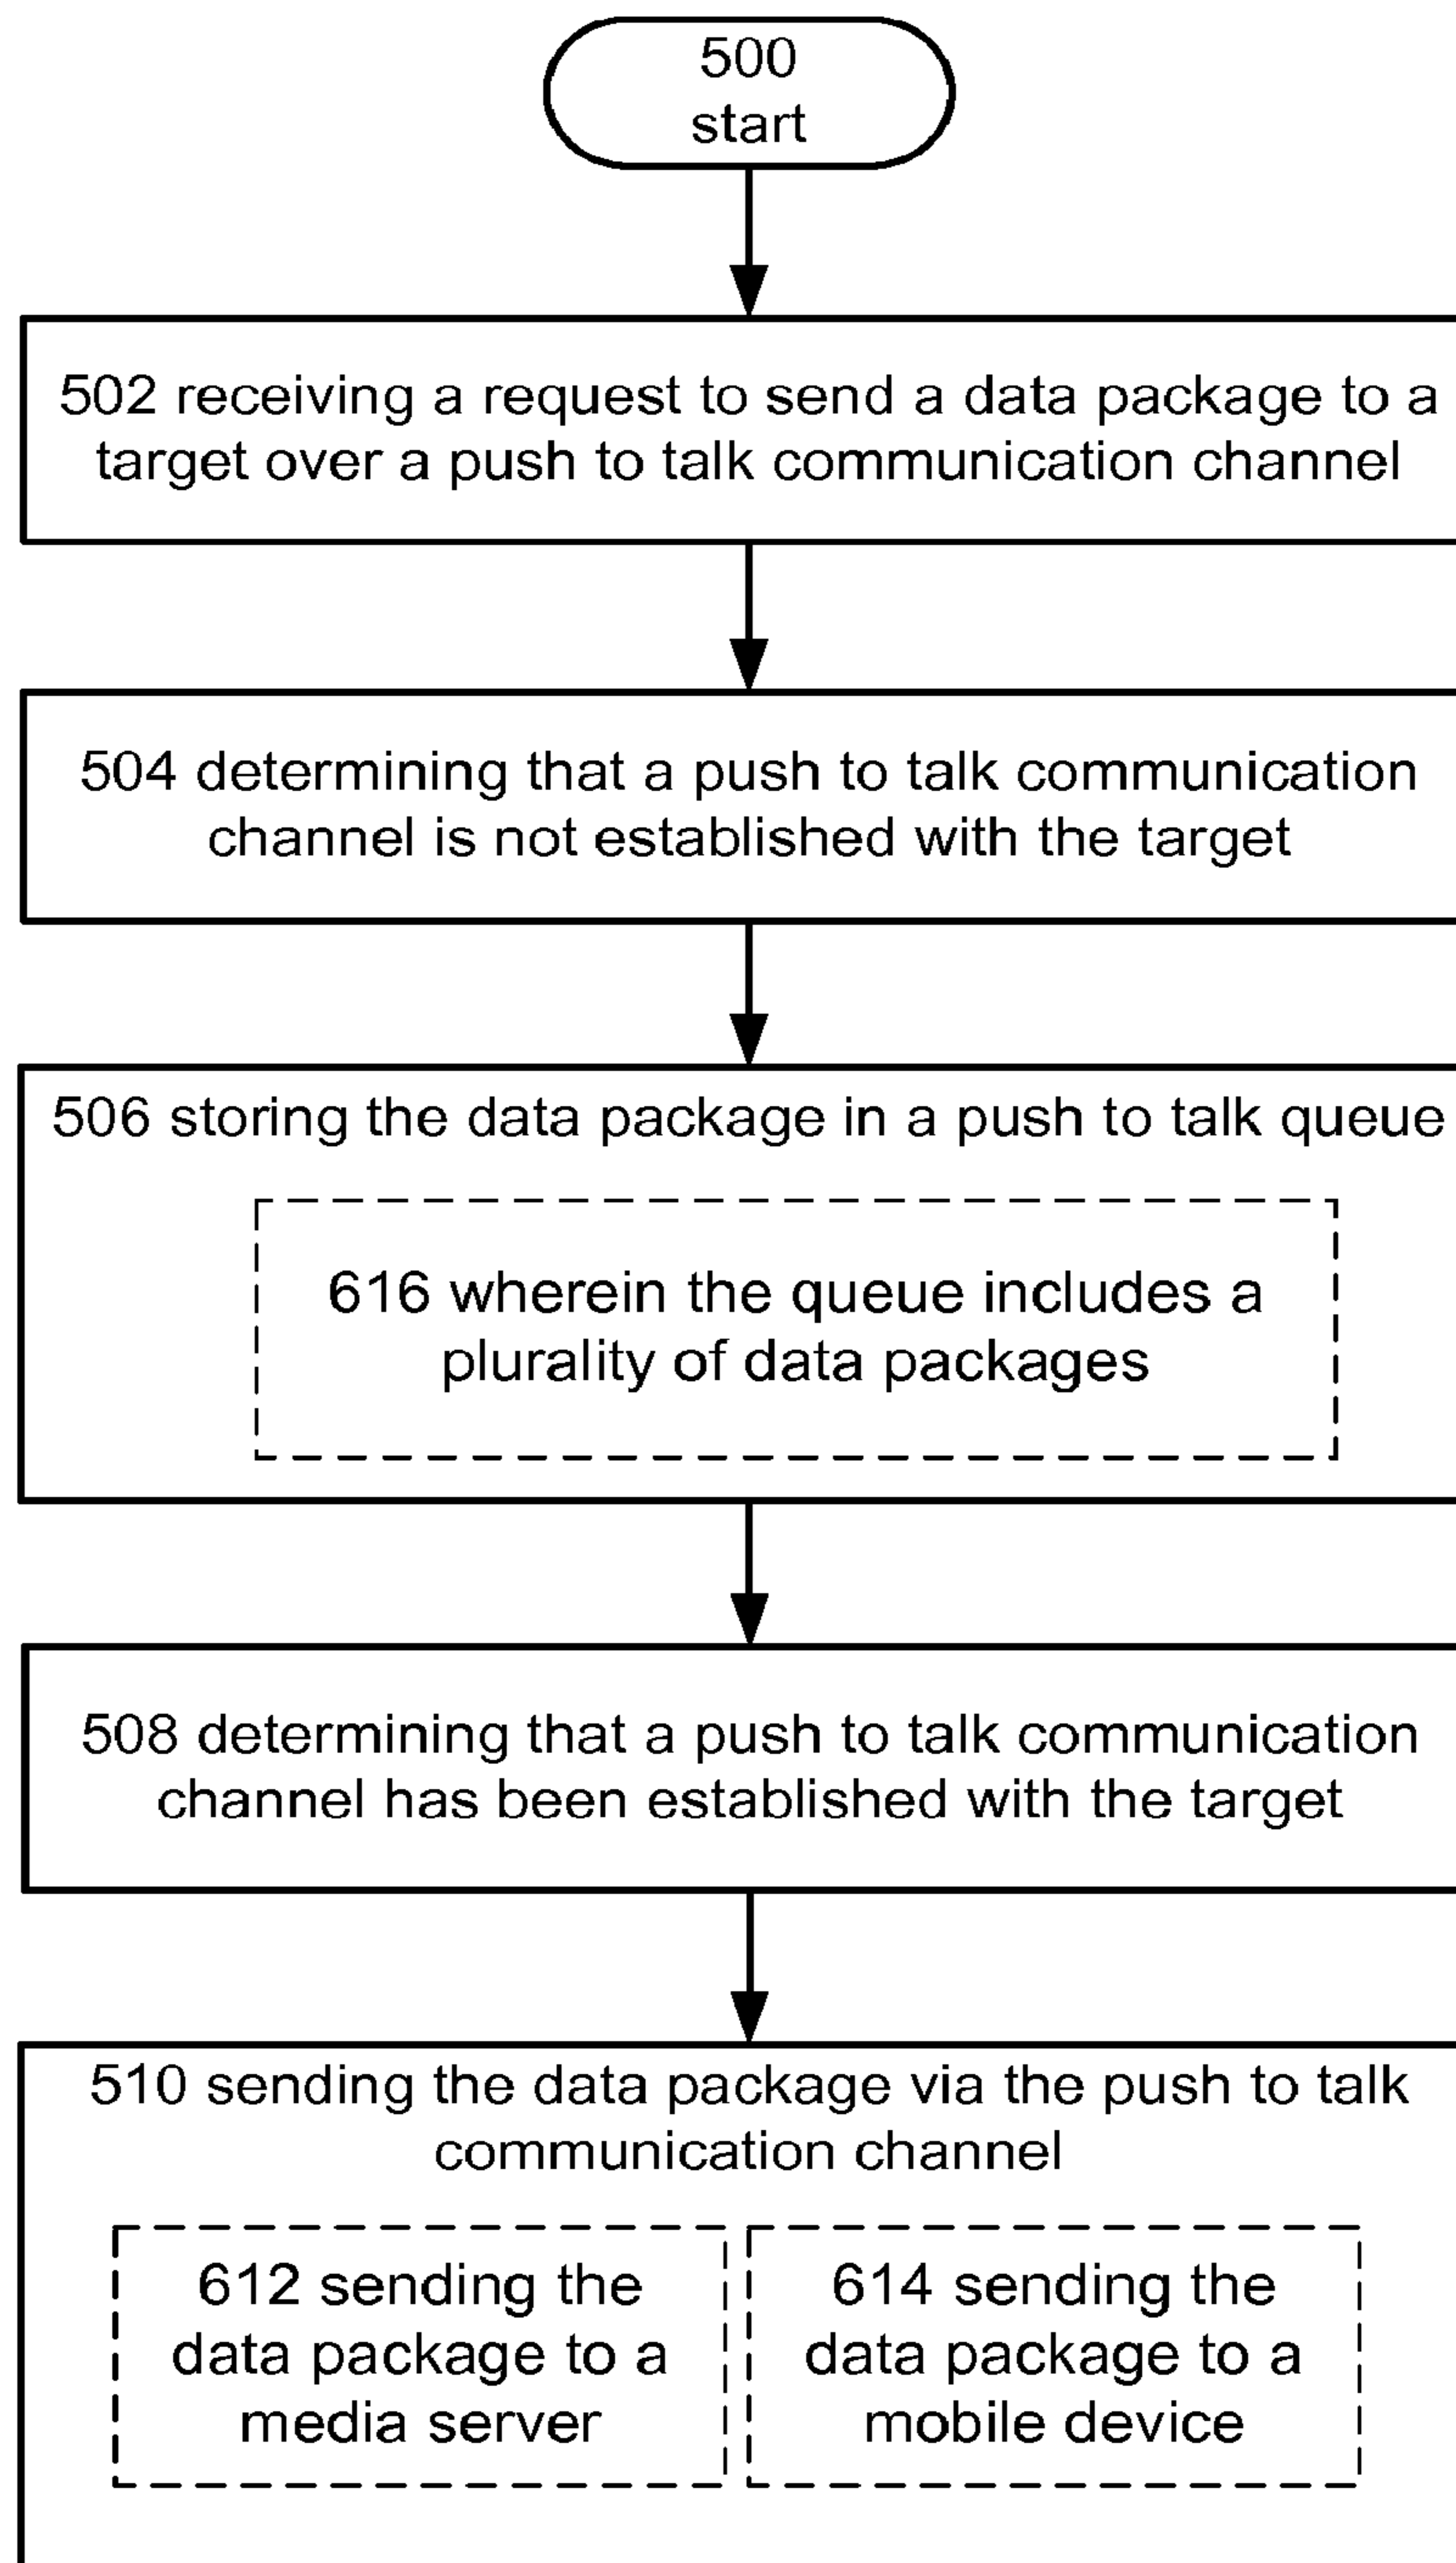 500
start
502 receiving a request to send a data package to a
target over a push to talk communication channel
504 determining that a push to talk communication
channel is not established with the target
506 storing the data package in a push to talk queue
616 wherein the queue includes a
plurality of data packages
508 determining that a push to talk communication
channel has been established with the target
510 sending the data package via the push to talk
communication channel
612 sending the
data package to a
media server
614 sending the
data package to a
mobile device